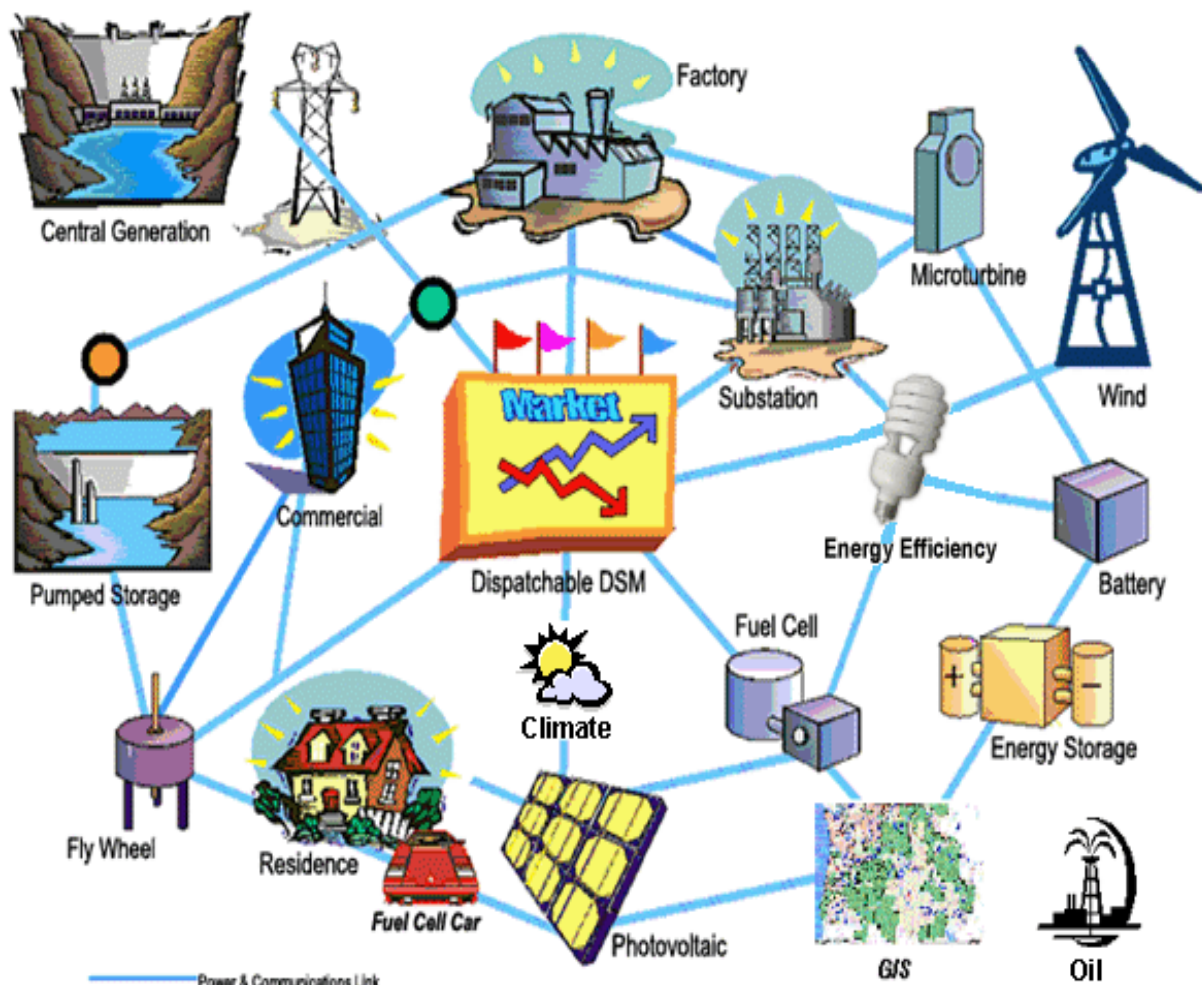 Factory
Central Generation
Microturbine
Market
Substation
Wind
Commercial
Energy Efficiency
Dispatchable DSM
Battery
Pumped Storage
Fuel Cell
Climate
+
−
Energy Storage
Fly Wheel
Residence
Fuel Cell Car
Photovoltaic
GIS
Oil
Power & Communications Link